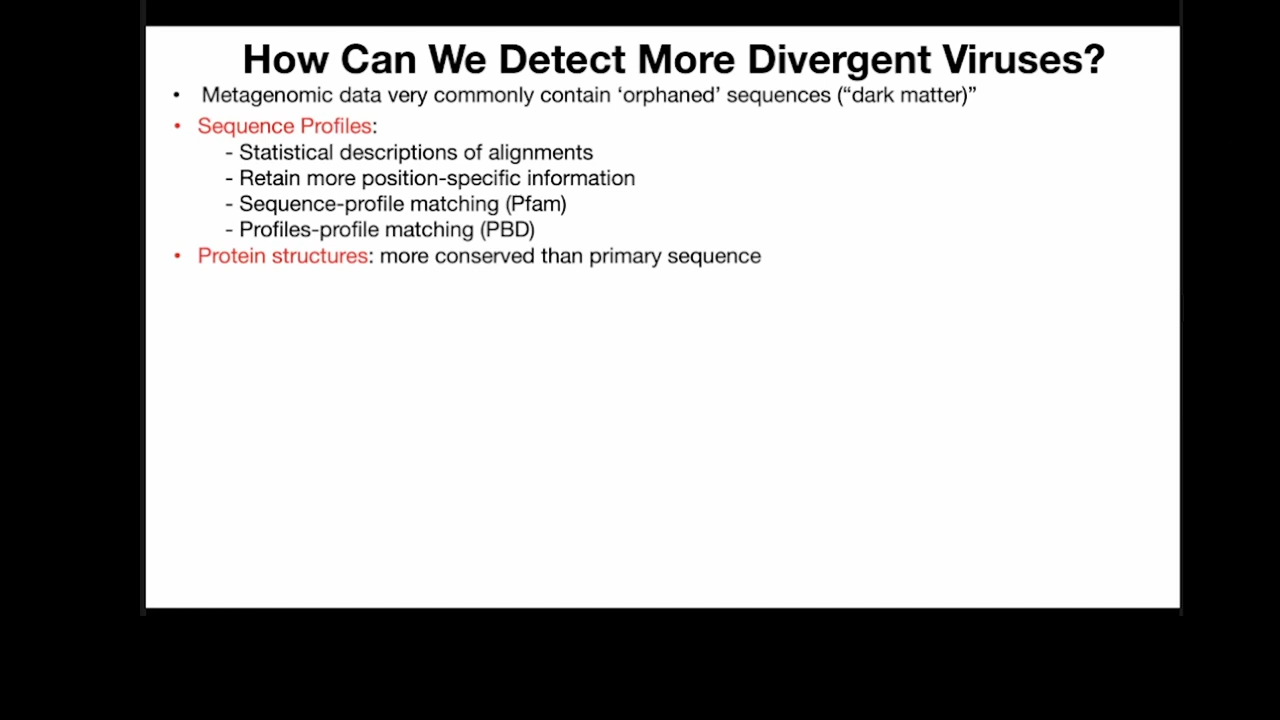 How Can We Detect More Divergent Viruses?
• Metagenomic data very commonly contain ‘orphaned’ sequences (“dark matter)”
• Sequence Profiles:
- Statistical descriptions of alignments
- Retain more position-specific information
- Sequence-profile matching (Pfam)
- Profiles-profile matching (PBD)
• Protein structures: more conserved than primary sequence